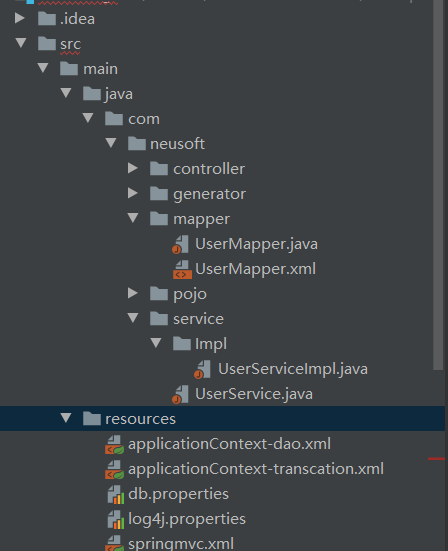 .idea
src
main
java
com
neusoft
controller
generator
mapper
UserMapper.java
UserMapper.xml
pojo
service
Impl
UserServiceImpl.java
UserService.java
resources
applicationContext-dao.xml
applicationContext-transcation.xml
db.properties
log4j.properties
springmvc.xml